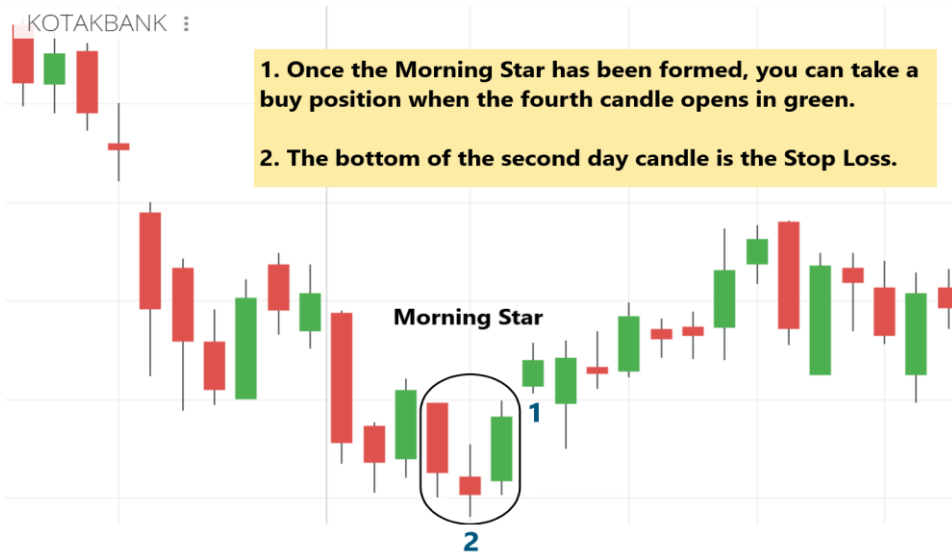 KOTAKBANK
1. Once the Morning Star has been formed, you can take a
buy position when the fourth candle opens in green.
2. The bottom of the second day candle is the Stop Loss.
Morning Star
1
2